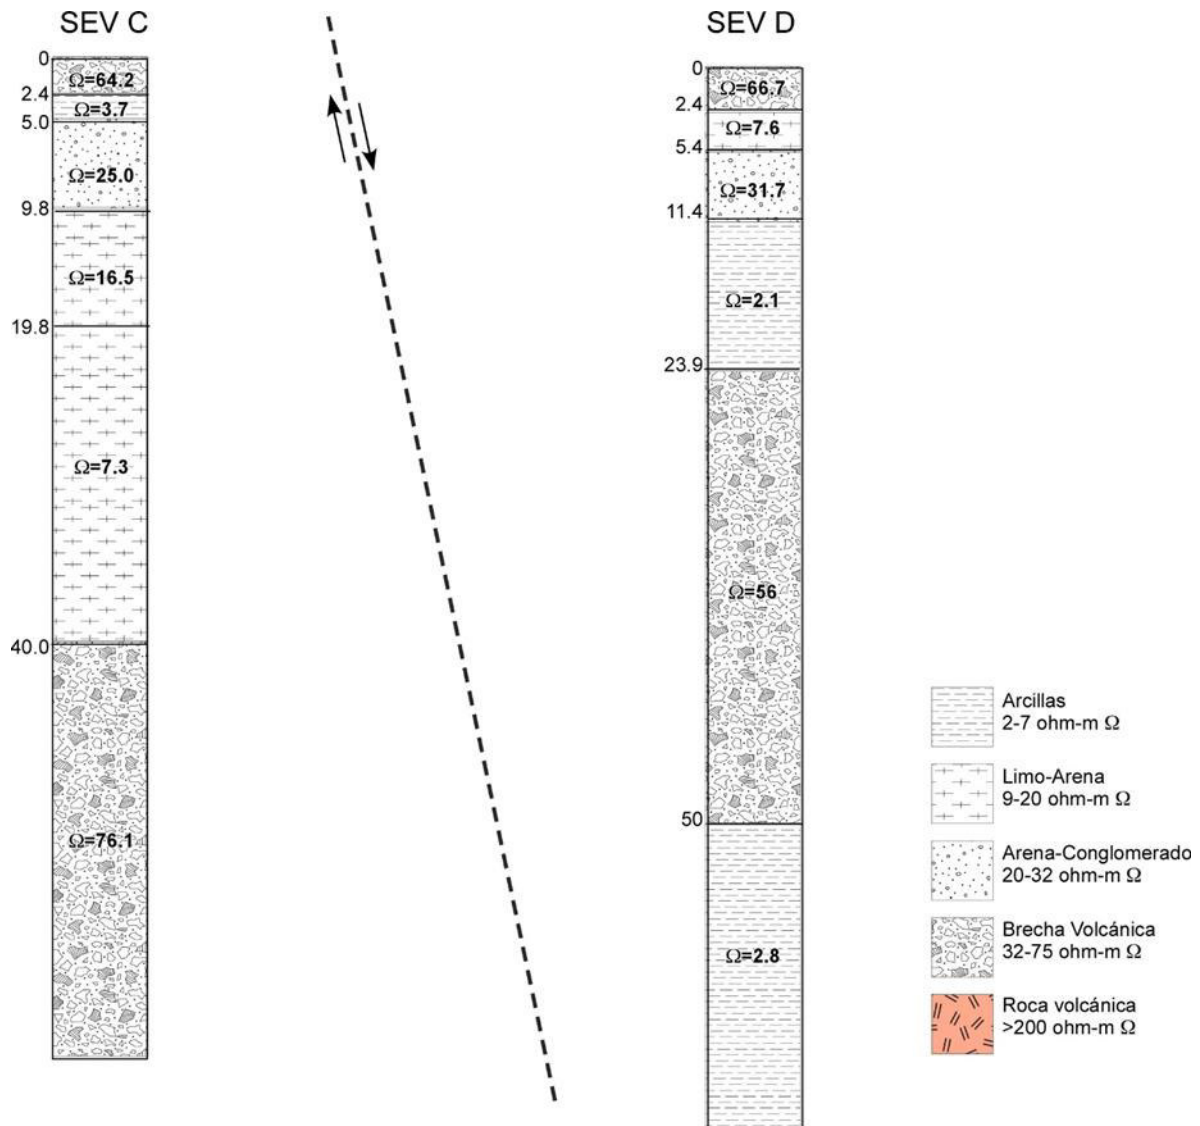 SEV C
0
Ω=64.2
2.4
Ω=3.7
5.0
Ω=25.0
9.8
Ω=16.5
19.8
Ω=7.3
40.0
Ω=76.1
SEV D
0
Ω=66.7
2.4
Ω=7.6
5.4
Ω=31.7
11.4
Ω=2.1
23.9
Ω=56
50
Ω=2.8
Arcillas
2-7 ohm-m Ω
Limo-Arena
9-20 ohm-m Ω
Arena-Conglomerado
20-32 ohm-m Ω
Brecha Volcánica
32-75 ohm-m Ω
Roca volcánica
>200 ohm-m Ω